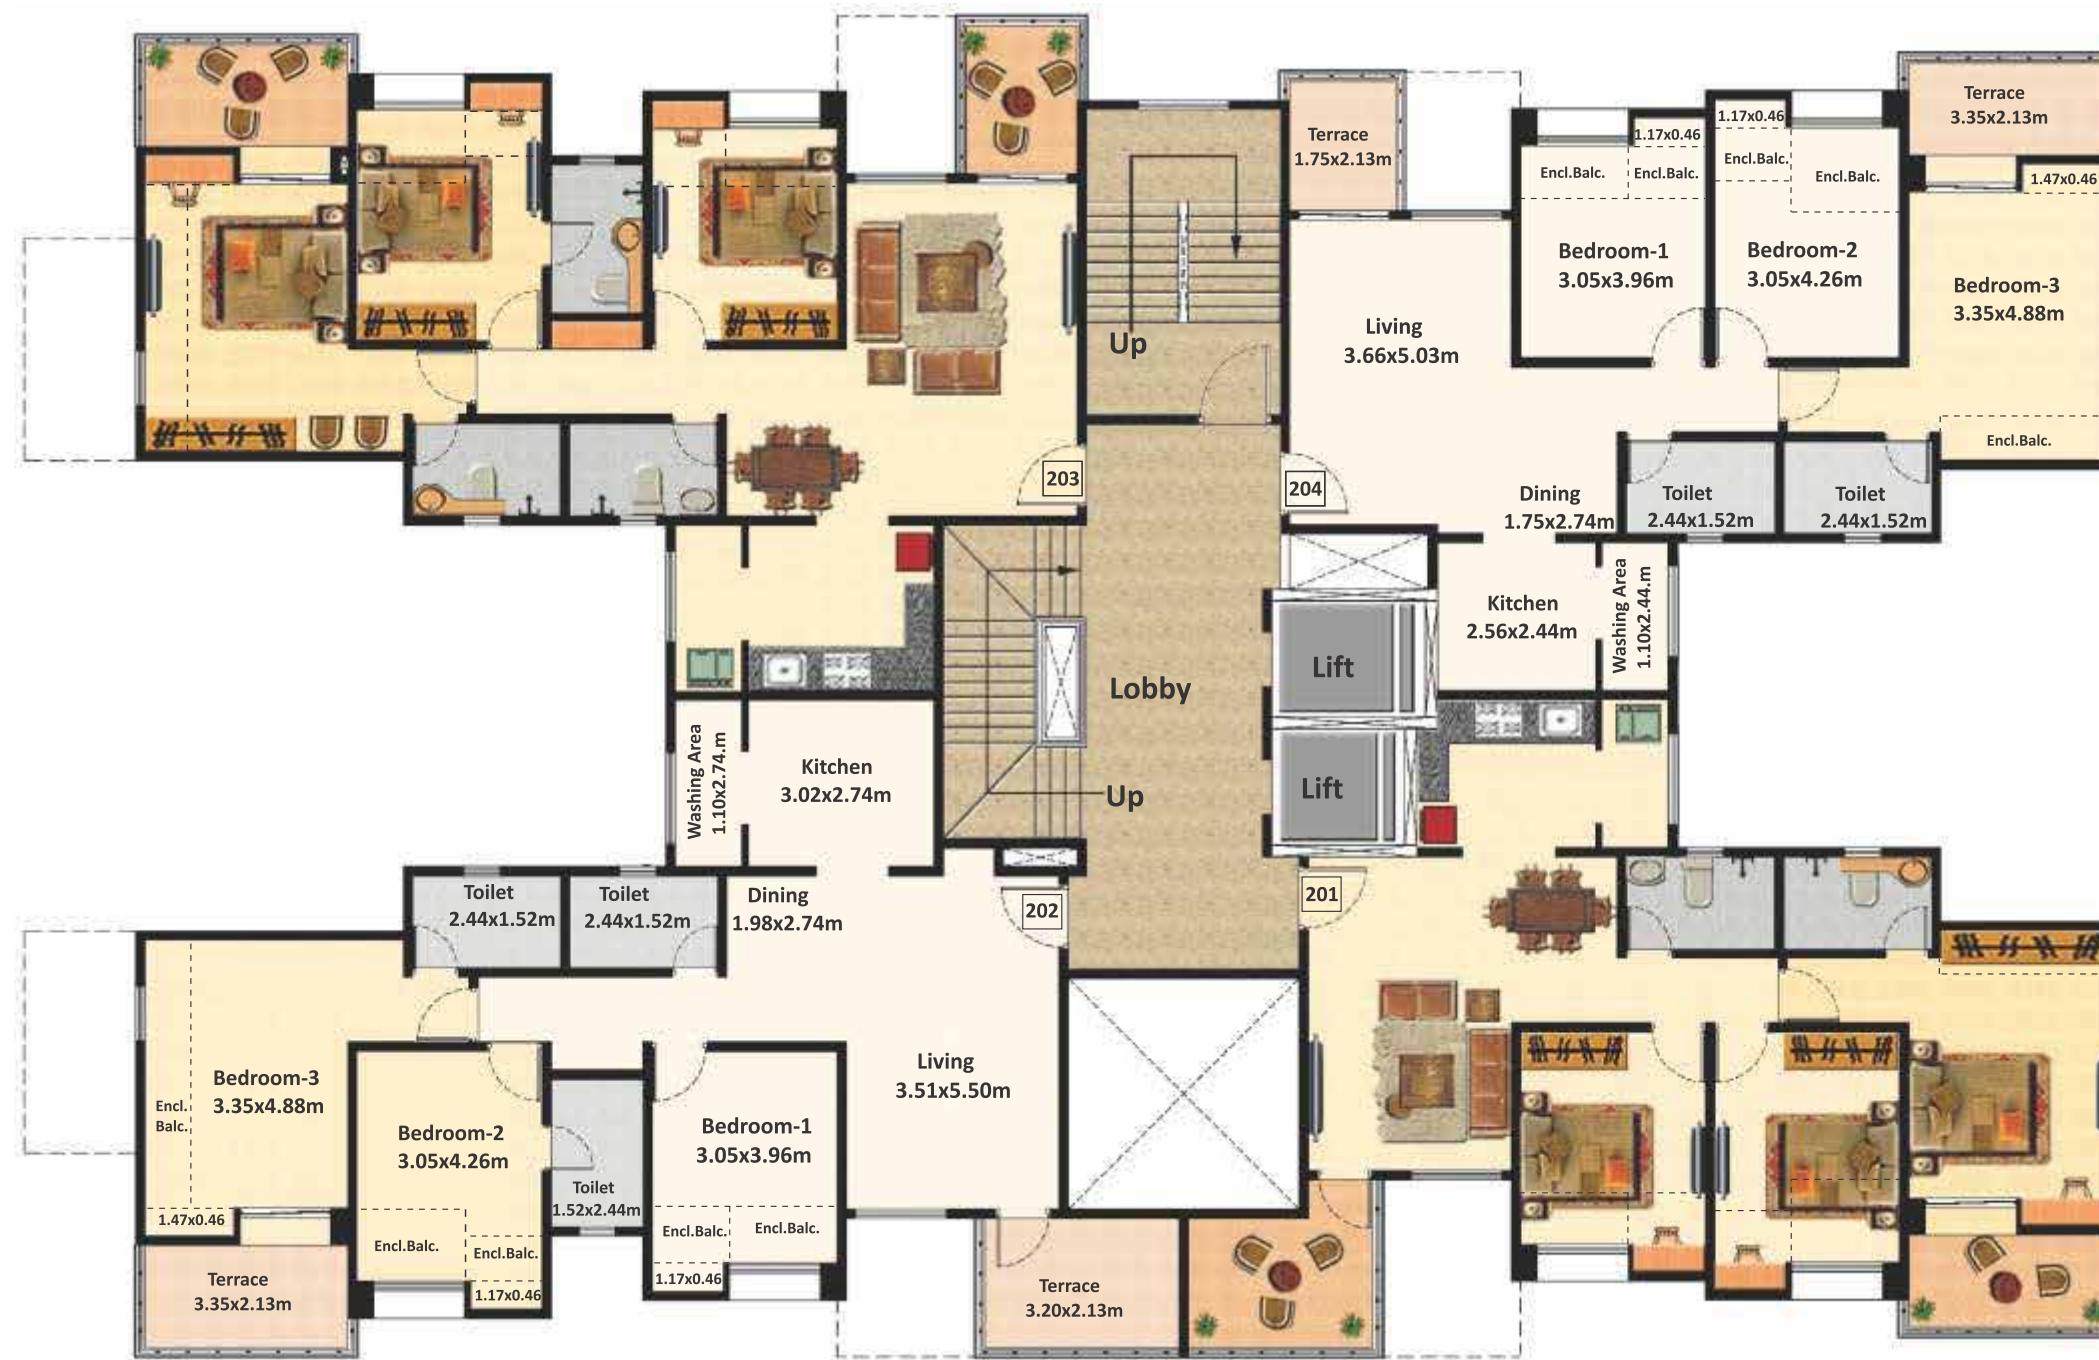 Terrace
1.75x2.13m
1.17x0.46
Encl.Balc.
Encl.Balc.
Bedroom-1
3.05x3.96m
1.17x0.46
Encl.Balc.
Encl.Balc.
Bedroom-2
3.05x4.26m
Terrace
3.35x2.13m
1.47x0.46
Bedroom-3
3.35x4.88m
Encl.Balc.
Living
3.66x5.03m
Up
203
204
Dining
1.75x2.74m
Toilet
2.44x1.52m
Toilet
2.44x1.52m
Kitchen
2.56x2.44m
Washing Area
1.10x2.44.m
Lift
Lobby
Lift
Up
Washing Area
1.10x2.74.m
Kitchen
3.02x2.74m
Toilet
2.44x1.52m
Toilet
2.44x1.52m
Dining
1.98x2.74m
202
201
Living
3.51x5.50m
Bedroom-3
3.35x4.88m
Encl.
Balc.
1.47x0.46
Bedroom-2
3.05x4.26m
Encl.Balc.
Encl.Balc.
1.17x0.46
Toilet
1.52x2.44m
Bedroom-1
3.05x3.96m
Encl.Balc.
Encl.Balc.
1.17x0.46
Terrace
3.35x2.13m
Terrace
3.20x2.13m